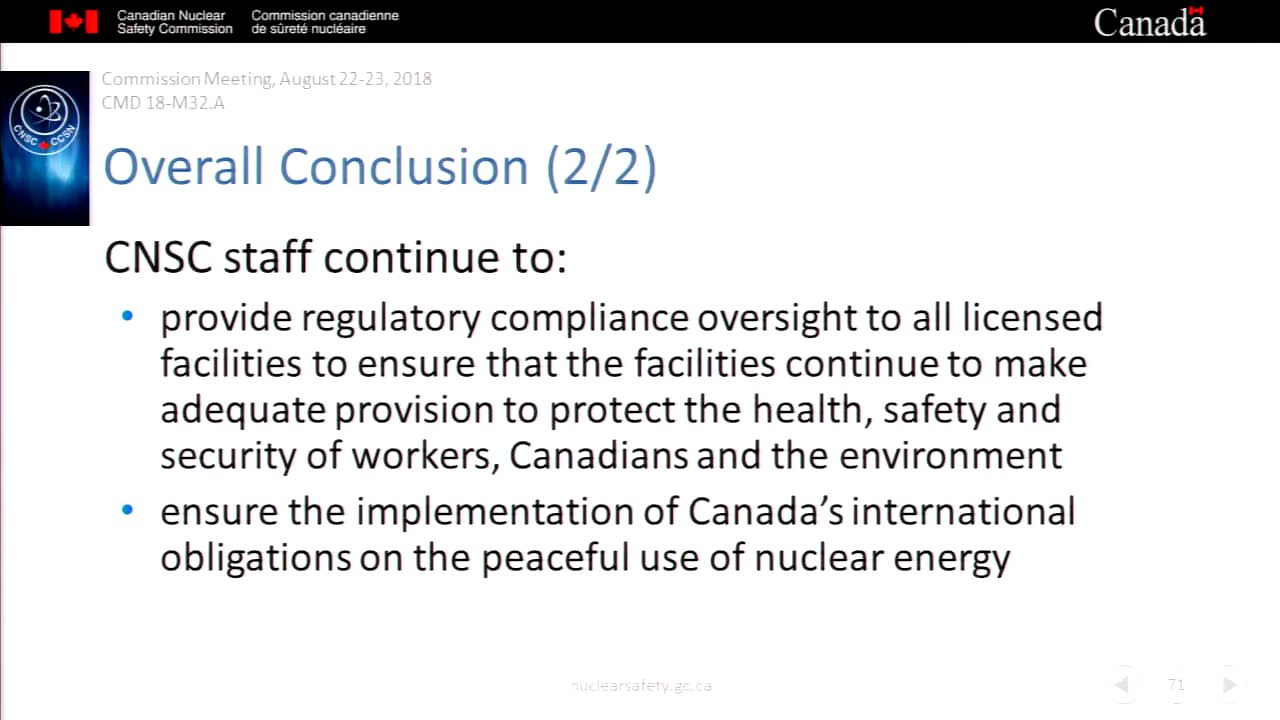 Canadian Nuclear
Safety Commission
Commission canadienne
de sûreté nucléaire
Canada
Commission Meeting, August 22-23, 2018
CMD 18-M32.A
CNSC CCSN
Overall Conclusion (2/2)
CNSC staff continue to:
• provide regulatory compliance oversight to all licensed
facilities to ensure that the facilities continue to make
adequate provision to protect the health, safety and
security of workers, Canadians and the environment
• ensure the implementation of Canada’s international
obligations on the peaceful use of nuclear energy
nuclearsafety.gc.ca
71